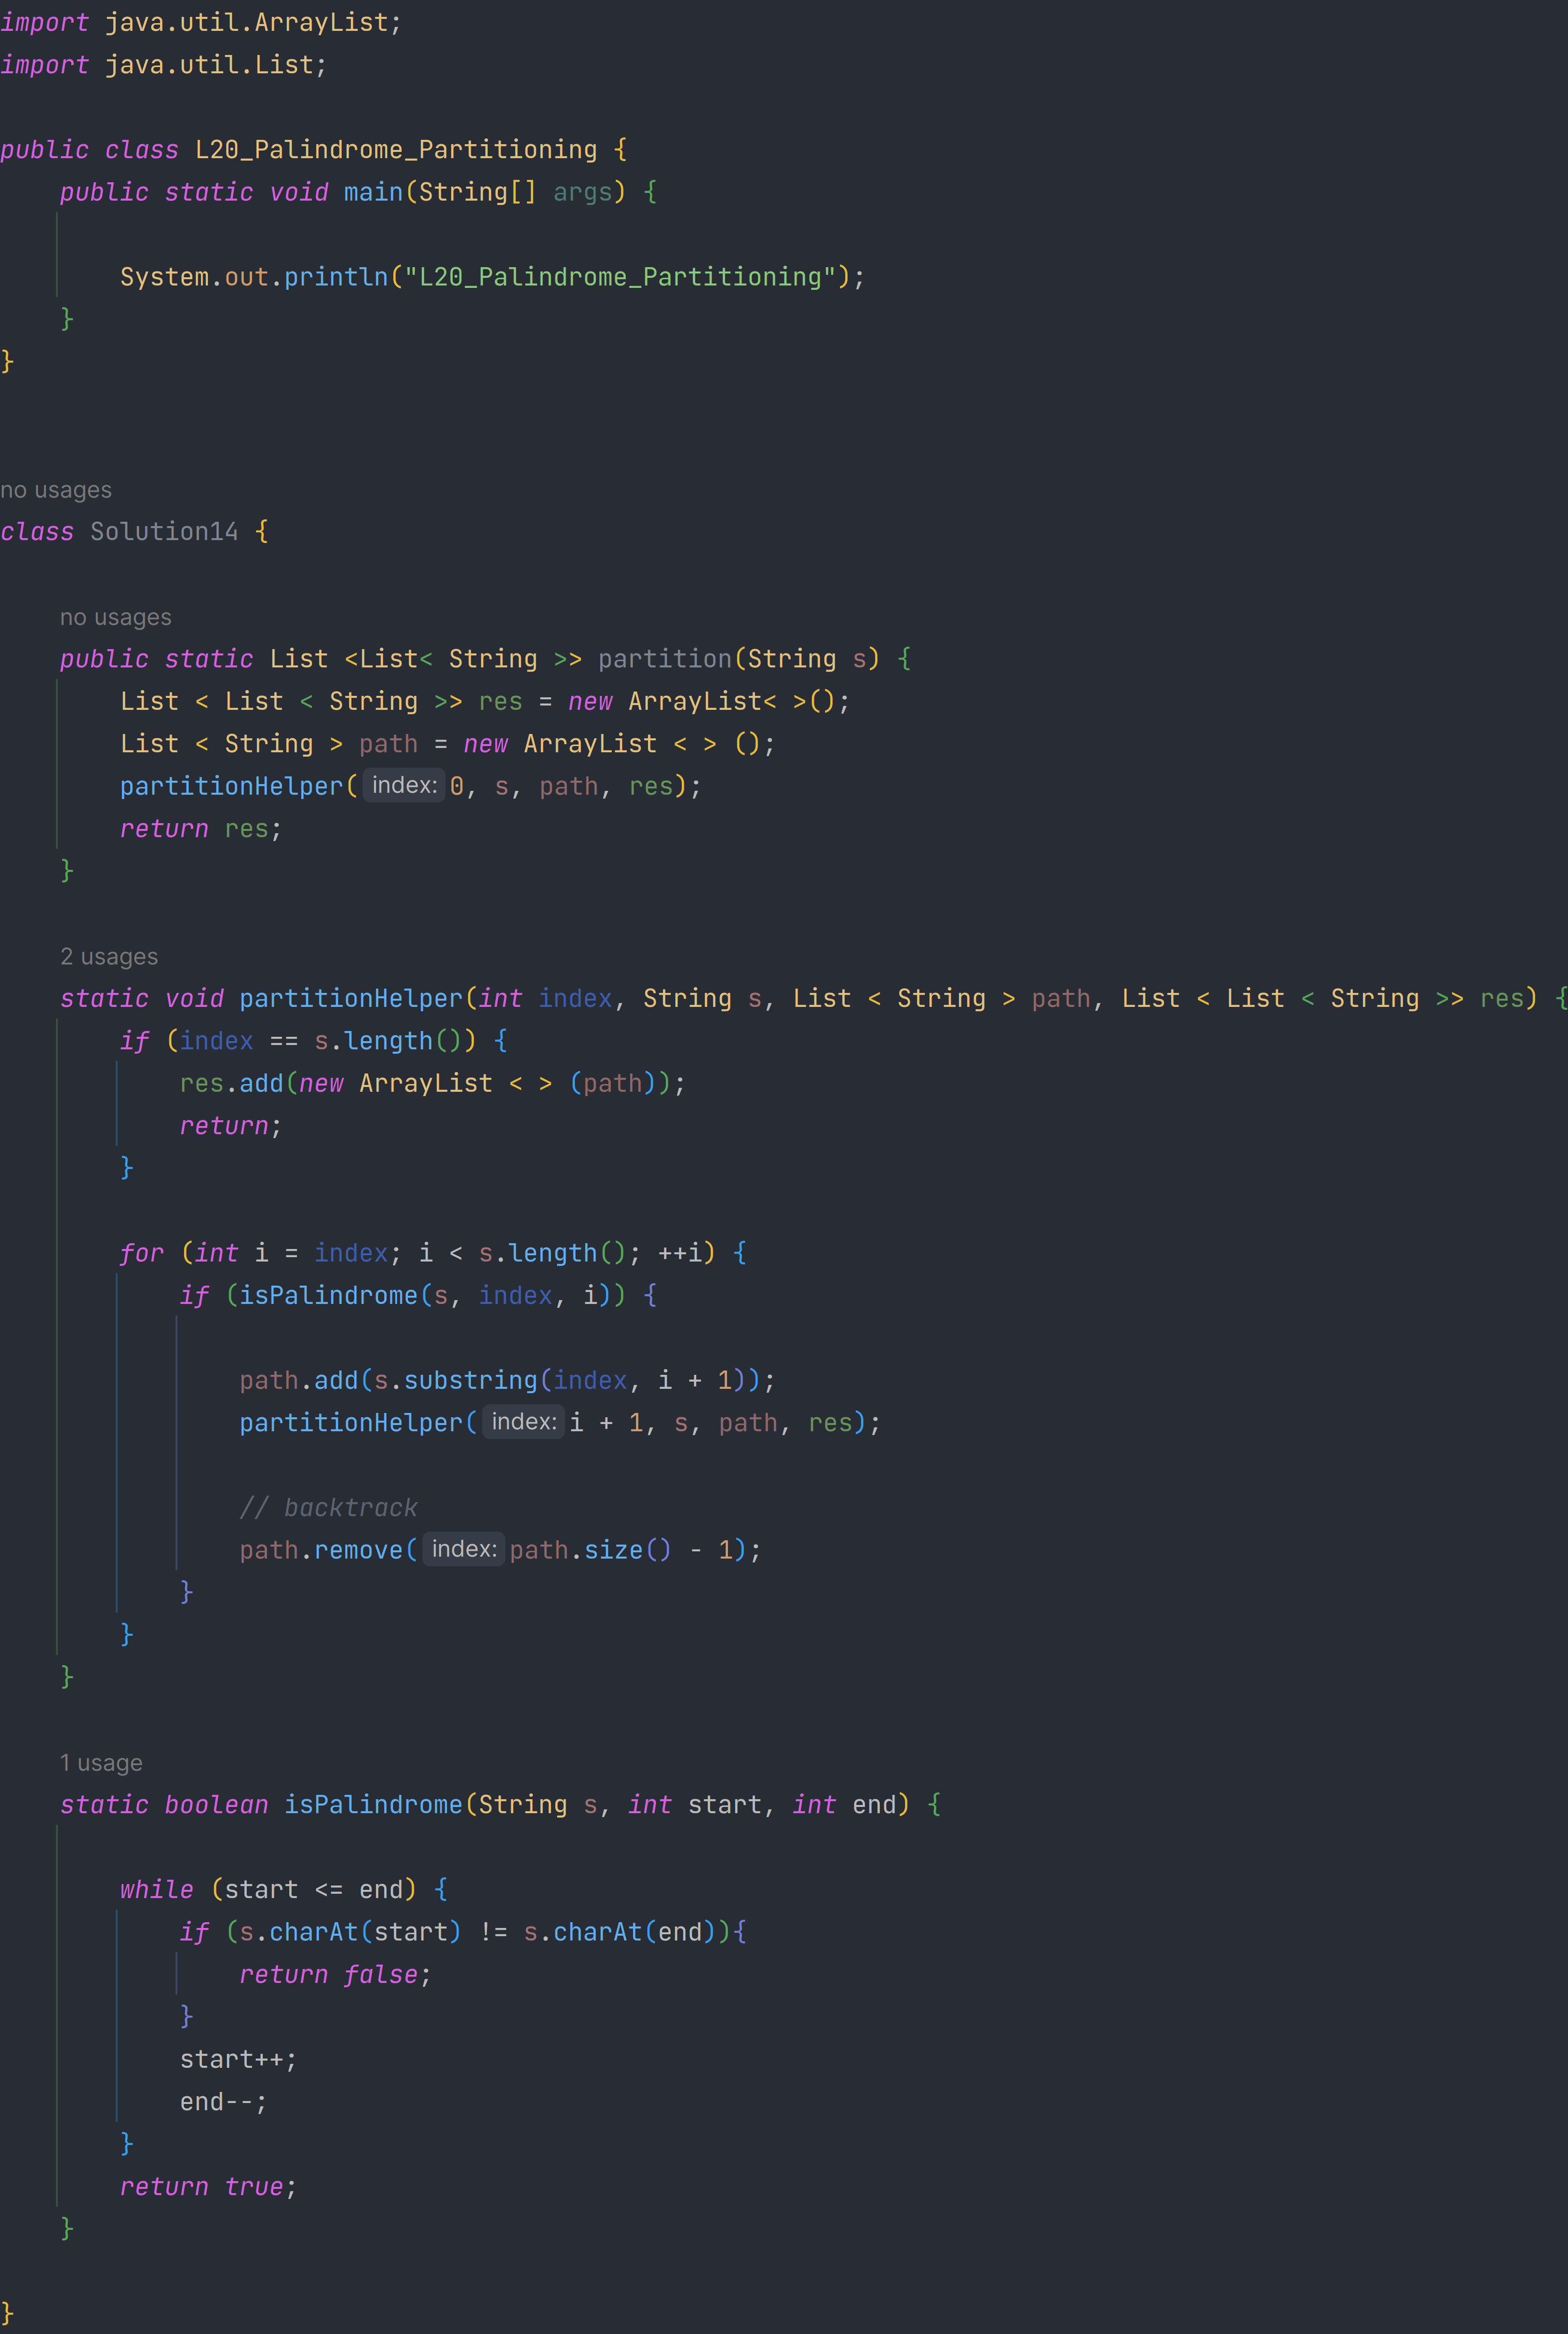 import java.util.ArrayList;
import java.util.List;
public class L20_Palindrome_Partitioning {
public static void main(String[] args) {
System.out.println("L20_Palindrome_Partitioning");
}
}
no usages
class Solution14 {
no usages
public static List <List< String >> partition(String s) {
List < List < String >> res = new ArrayList< >();
List < String > path = new ArrayList < > ();
partitionHelper( index: 0, s, path, res);
return res;
}
2 usages
static void partitionHelper(int index, String s, List < String > path, List < List < String >> res) {
if (index == s.length()) {
res.add(new ArrayList < > (path));
return;
}
for (int i = index; i < s.length(); ++i) {
if (isPalindrome(s, index, i)) {
path.add(s.substring(index, i + 1));
partitionHelper( index: i + 1, s, path, res);
// backtrack
path.remove( index: path.size() - 1);
}
}
}
1 usage
static boolean isPalindrome(String s, int start, int end) {
while (start <= end) {
if (s.charAt(start) != s.charAt(end)){
return false;
}
start++;
end--;
}
return true;
}
}